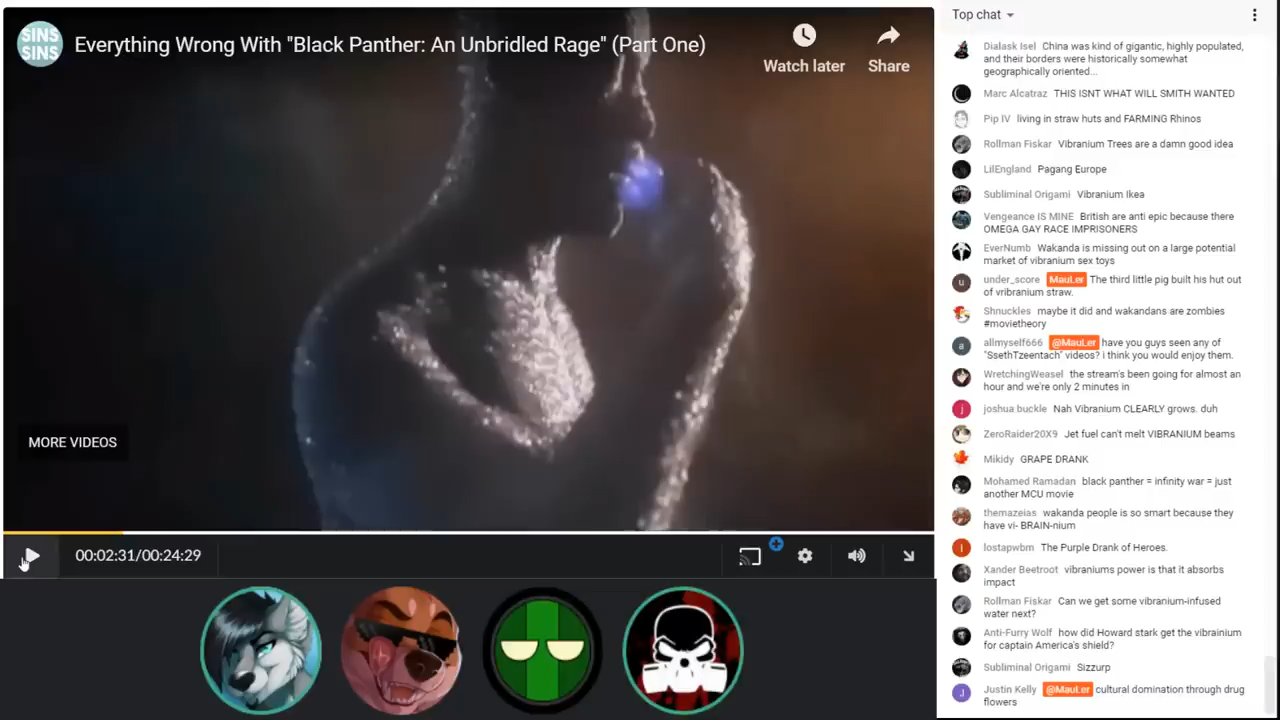 SINS
SINS
Everything Wrong With "Black Panther: An Unbridled Rage" (Part One)
Watch later
Share
MORE VIDEOS
00:02:31/00:24:29
Top chat
Dialask Isel China was kind of gigantic, highly populated,
and their borders were historically somewhat
geographically oriented...
Marc Alcatraz THIS ISNT WHAT WILL SMITH WANTED
Pip IV living in straw huts and FARMING Rhinos
Rollman Fiskar Vibranium Trees are a damn good idea
LilEngland Pagang Europe
Subliminal Origami Vibranium Ikea
Vengeance IS MINE British are anti epic because there
OMEGA GAY RACE IMPRISONERS
EverNumb Wakanda is missing out on a large potential
market of vibranium sex toys
u
under_score MauLer The third little pig built his hut out
of vribranium straw.
Shnuckles maybe it did and wakandans are zombies
#movietheory
a
allmyself666 @MauLer have you guys seen any of
"SsethTzeentach" videos? i think you would enjoy them.
WretchingWeasel the stream's been going for almost an
hour and we're only 2 minutes in
j
joshua buckle Nah Vibranium CLEARLY grows. duh
ZeroRaider20X9 Jet fuel can't melt VIBRANIUM beams
Mikidy GRAPE DRANK
Mohamed Ramadan black panther = infinity war = just
another MCU movie
themazeias wakanda people is so smart because they
have vi- BRAIN-nium
l
lostapwbm The Purple Drank of Heroes.
Xander Beetroot vibraniums power is that it absorbs
impact
Rollman Fiskar Can we get some vibranium-infused
water next?
Anti-Furry Wolf how did Howard stark get the vibrainium
for captain America's shield?
Subliminal Origami Sizzurp
J
Justin Kelly @MauLer cultural domination through drug
flowers